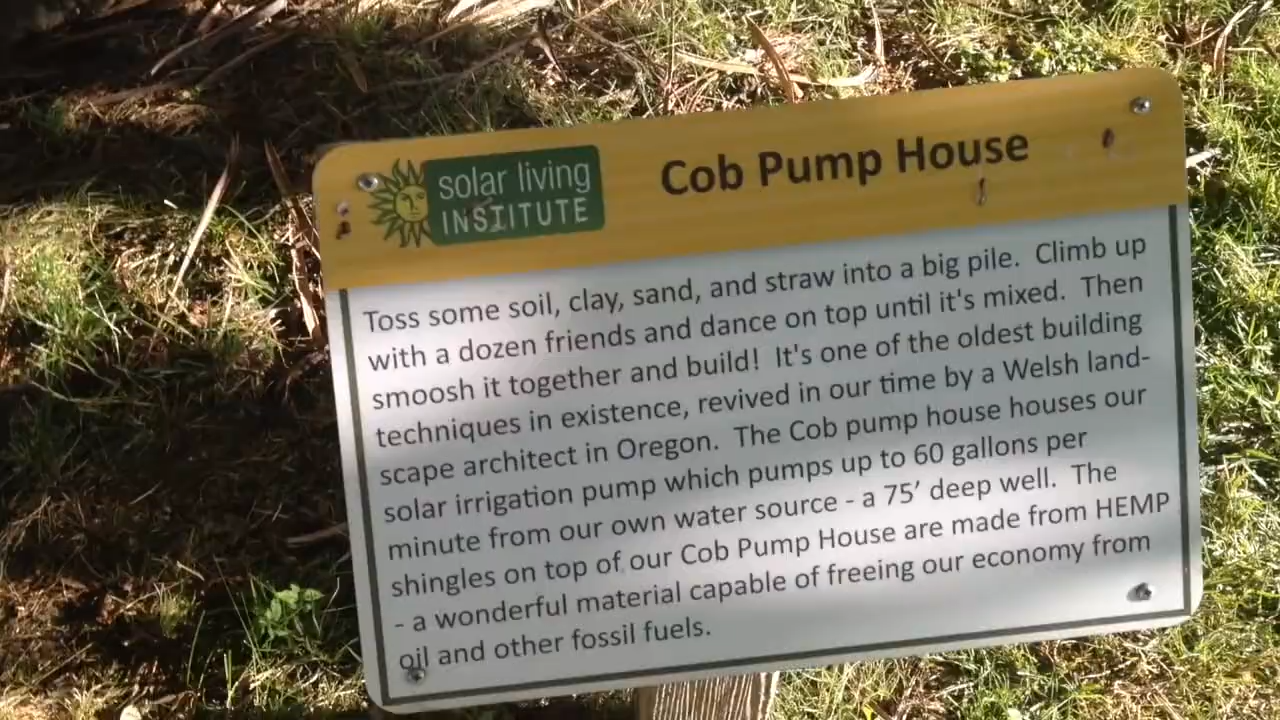 solar living
INSTITUTE
Cob Pump House
Toss some soil, clay, sand, and straw into a big pile.  Climb up
with a dozen friends and dance on top until it's mixed.  Then
smoosh it together and build!  It's one of the oldest building
techniques in existence, revived in our time by a Welsh land-
scape architect in Oregon.  The Cob pump house houses our
solar irrigation pump which pumps up to 60 gallons per
minute from our own water source - a 75′ deep well.  The
shingles on top of our Cob Pump House are made from HEMP
- a wonderful material capable of freeing our economy from
oil and other fossil fuels.